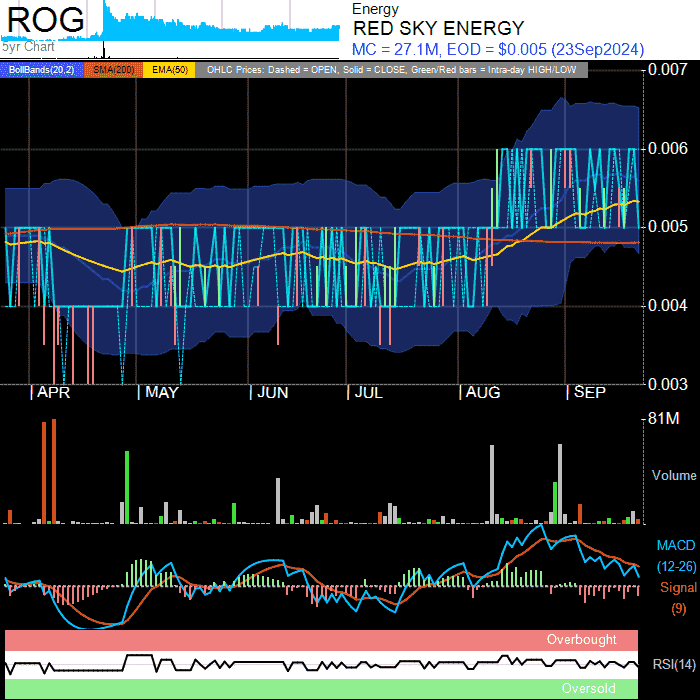 ROG
5yr Chart
Energy
RED SKY ENERGY
MC = 27.1M, EOD = $0.005 (23Sep2024)
BollBands(20,2) SMA(200) EMA(50) OHLC Prices: Dashed = OPEN, Solid = CLOSE, Green/Red bars = Intra-day HIGH/LOW
0.007
0.006
0.005
0.004
0.003
APR MAY JUN JUL AUG SEP
81M
Volume
MACD
(12-26)
Signal
(9)
Overbought
RSI(14)
Oversold